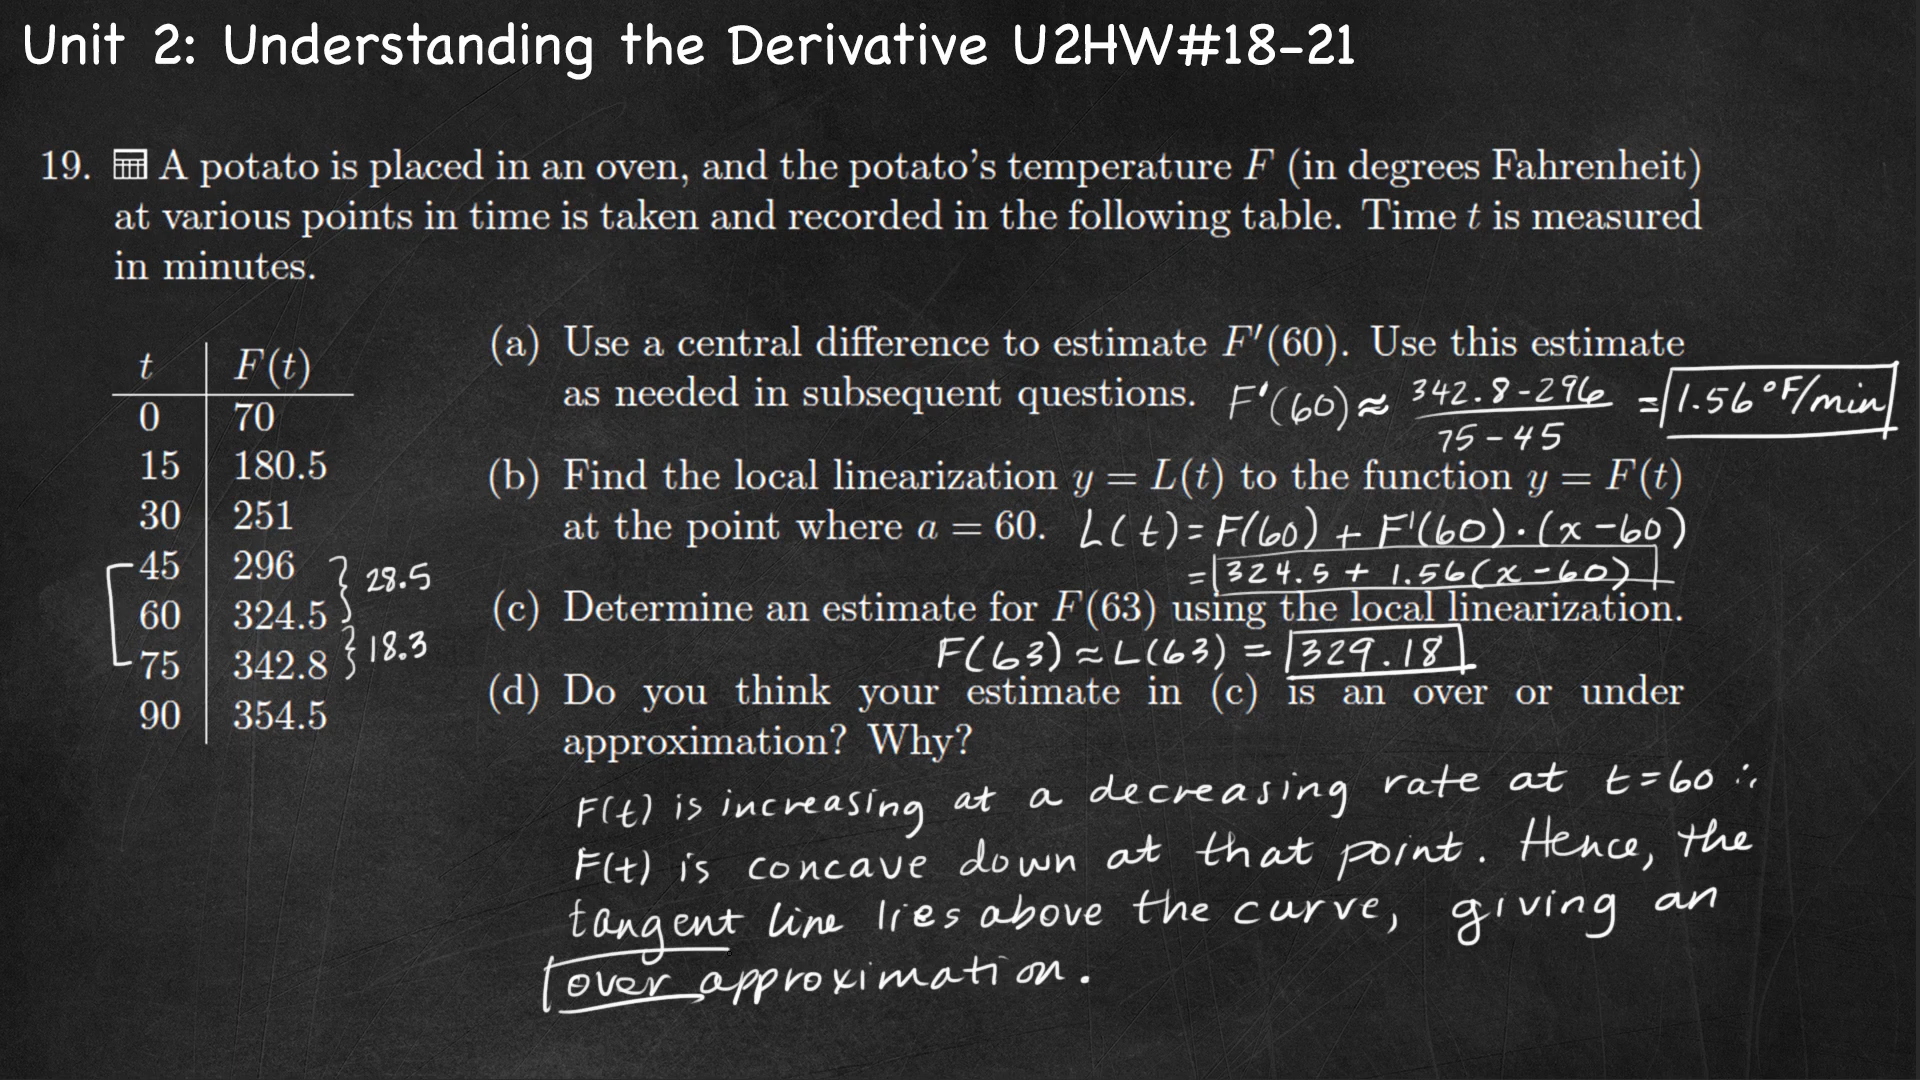 Unit 2: Understanding the Derivative U2HW#18-21
19. A potato is placed in an oven, and the potato's temperature F (in degrees Fahrenheit)
at various points in time is taken and recorded in the following table. Time t is measured
in minutes.
t F(t)
0 70
15 180.5
30 251
45 296
60 324.5
75 342.8
90 354.5
} 28.5
} 18.3
(a) Use a central difference to estimate F'(60). Use this estimate
as needed in subsequent questions. F'(60) ≈ (342.8-296)/(75-45) = 1.56 °F/min
(b) Find the local linearization y = L(t) to the function y = F(t)
at the point where a = 60. L(t) = F(60) + F'(60)·(x-60)
= 324.5 + 1.56(x-60)
(c) Determine an estimate for F(63) using the local linearization.
F(63) ≈ L(63) = 329.18
(d) Do you think your estimate in (c) is an over or under
approximation? Why?
F(t) is increasing at a decreasing rate at t=60 ∴
F(t) is concave down at that point. Hence, the
tangent line lies above the curve, giving an
over approximation.